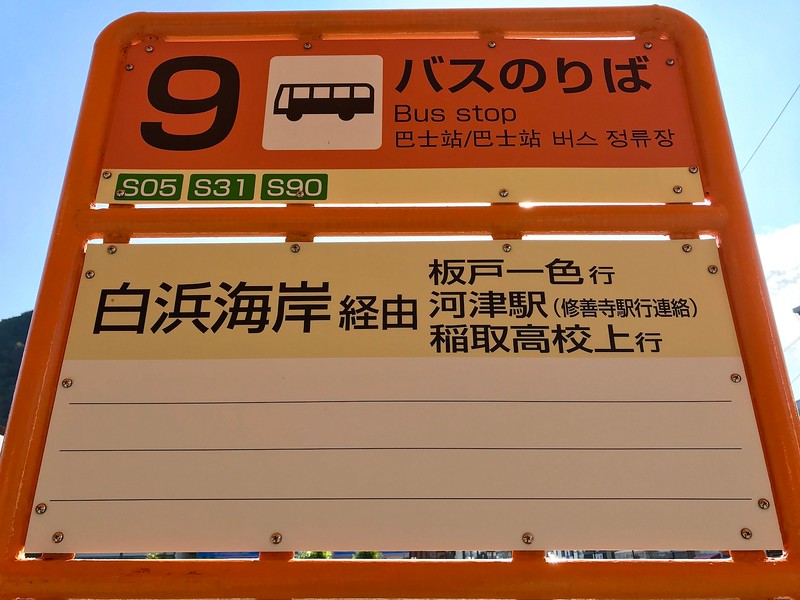 9
バスのりば
Bus stop
巴士站/巴士站 버스 정류장
S05 S31 S90
白浜海岸 経由
板戸一色行
河津駅（修善寺駅行連絡）
稲取高校上行